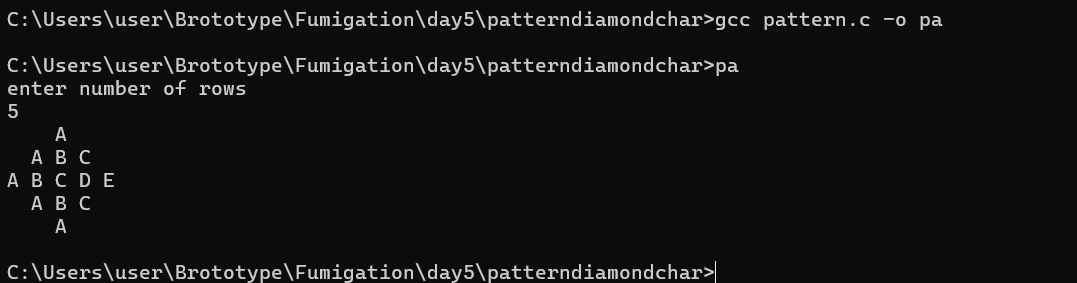 C:\Users\user\Brototype\Fumigation\day5\patterndiamondchar>gcc pattern.c -o pa
C:\Users\user\Brototype\Fumigation\day5\patterndiamondchar>pa
enter number of rows
5
    A
  A B C
A B C D E
  A B C
    A
C:\Users\user\Brototype\Fumigation\day5\patterndiamondchar>